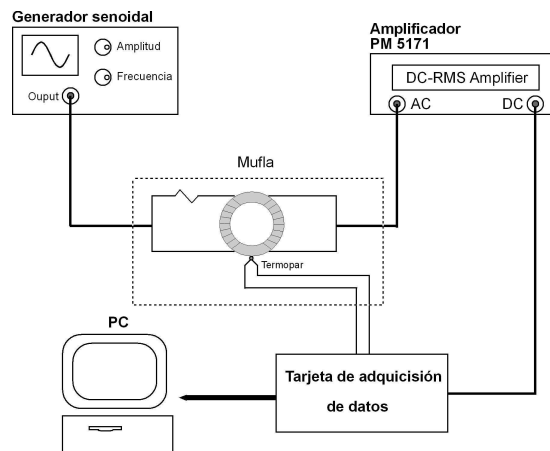 Generador senoidal
Amplitud
Frecuencia
Ouput
Amplificador
PM 5171
DC-RMS Amplifier
AC
DC
Mufla
Termopar
PC
Tarjeta de adquicisión
de datos